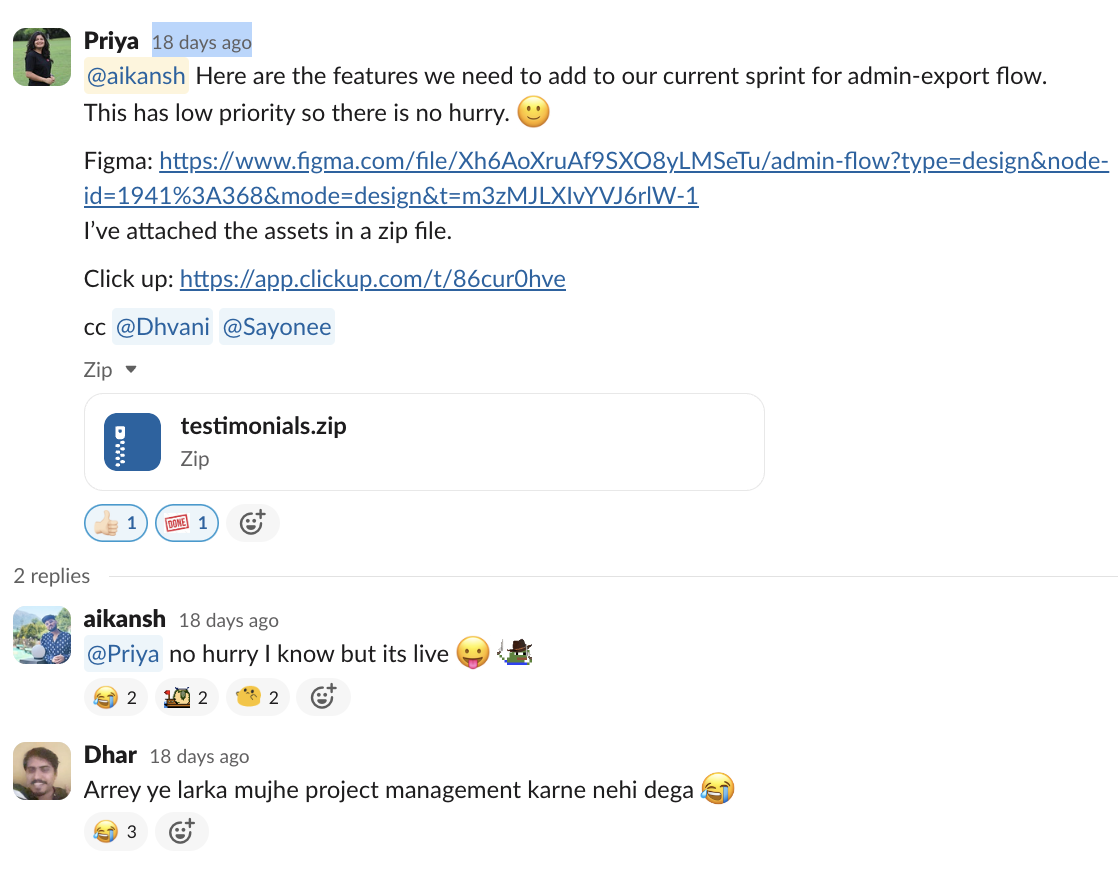 Priya 18 days ago
@aikansh Here are the features we need to add to our current sprint for admin-export flow.
This has low priority so there is no hurry. 🙂
Figma: https://www.figma.com/file/Xh6AoXruAf9SXO8yLMSeTu/admin-flow?type=design&node-
id=1941%3A368&mode=design&t=m3zMJLXIvYVJ6rlW-1
I’ve attached the assets in a zip file.
Click up: https://app.clickup.com/t/86cur0hve
cc @Dhvani @Sayonee
Zip
testimonials.zip
Zip
👍🏻 1 DONE 1
2 replies
aikansh 18 days ago
@Priya no hurry I know but its live 😛
😂 2 2 2
Dhar 18 days ago
Arrey ye larka mujhe project management karne nehi dega 😂
😂 3